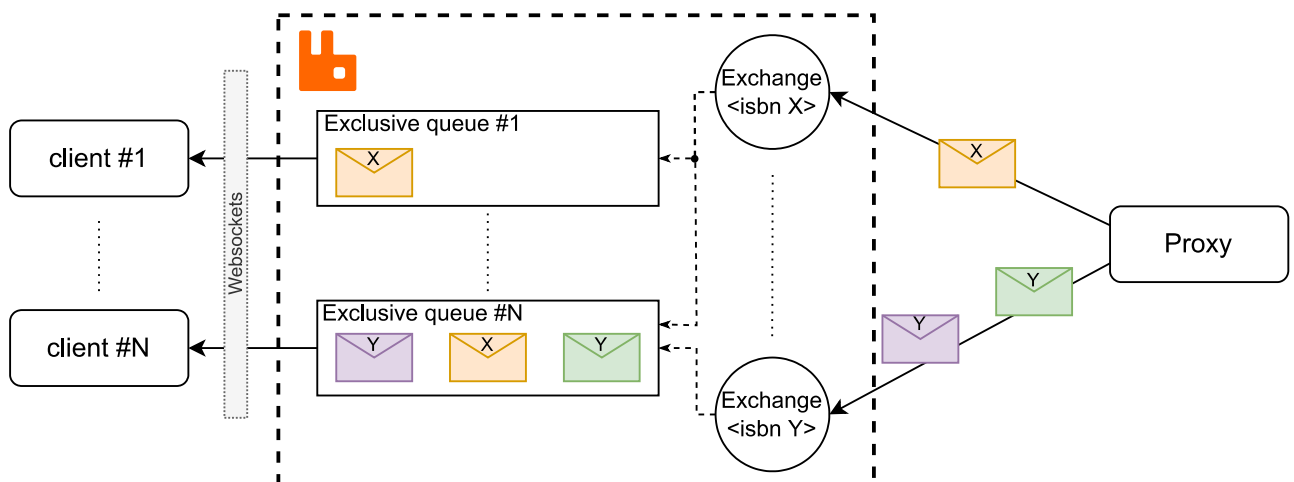 Exchange
<isbn X>
Exclusive queue #1
X
X
client #1
Websockets
Proxy
Exclusive queue #N
Y
X
Y
Y
Y
client #N
Exchange
<isbn Y>